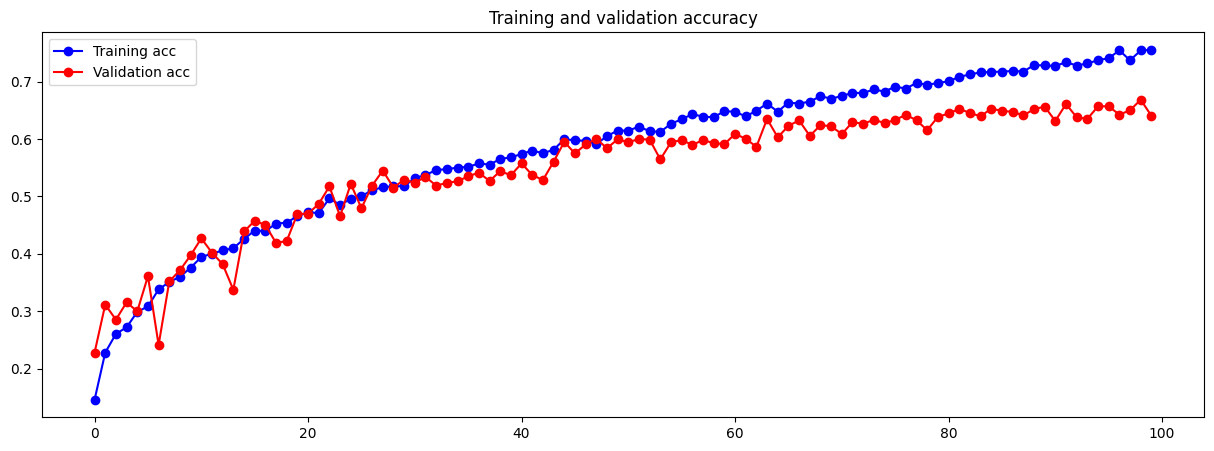 Training and validation accuracy
Training acc
Validation acc
0.7
0.6
0.5
0.4
0.3
0.2
0 20 40 60 80 100